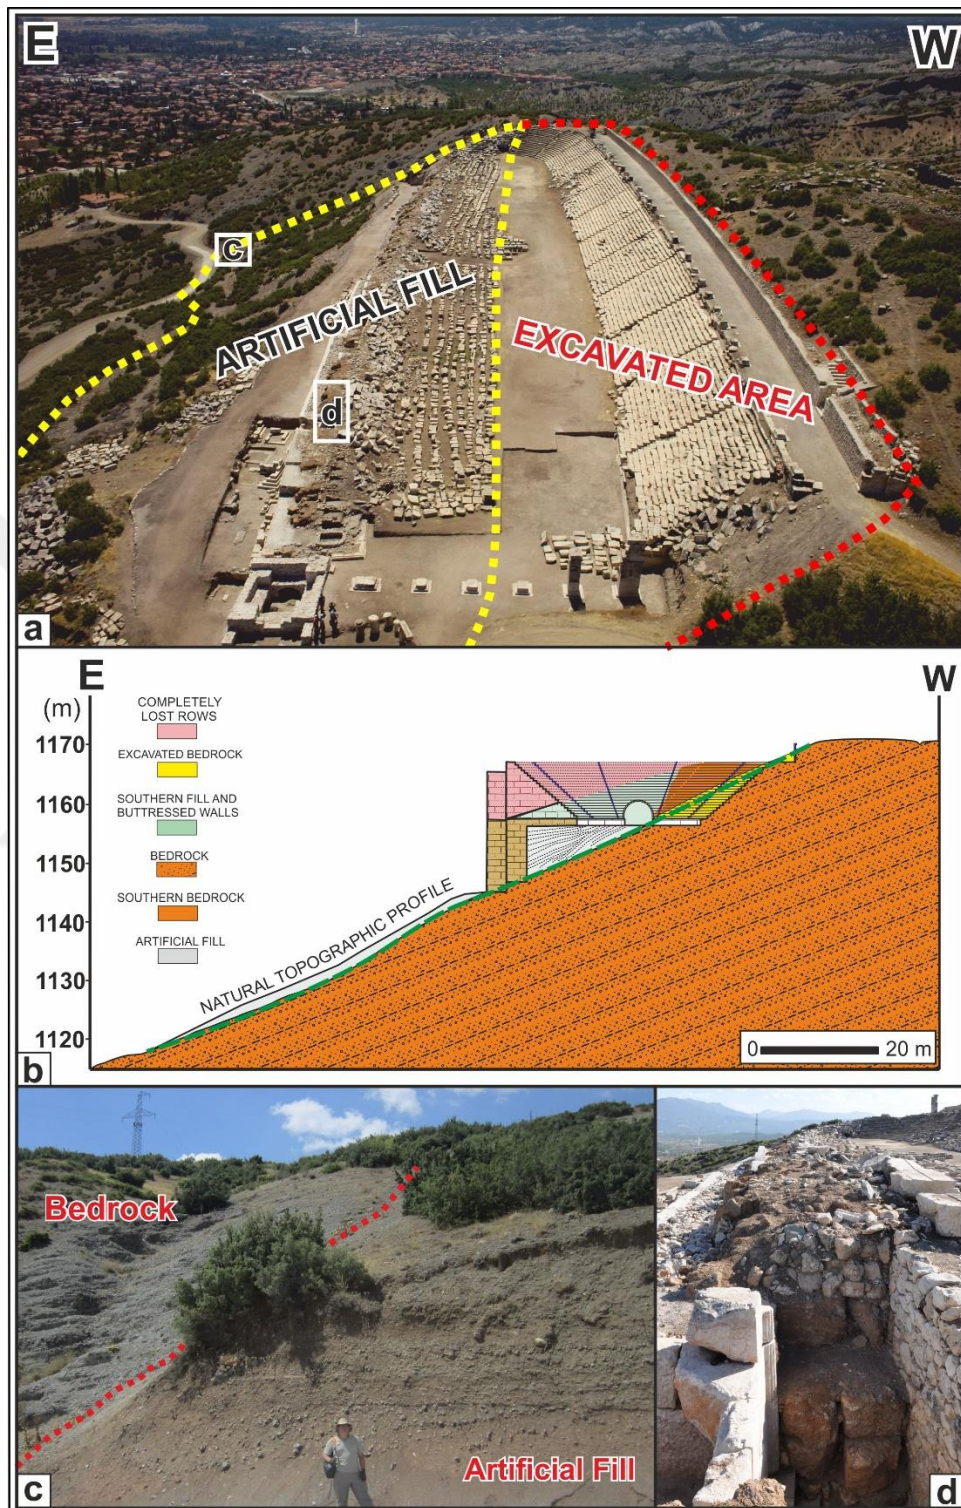 E
W
c
ARTIFICIAL FILL
d
EXCAVATED AREA
a
E
W
(m)
COMPLETELY
LOST ROWS
1170
EXCAVATED BEDROCK
1160
SOUTHERN FILL AND
BUTTRESSED WALLS
BEDROCK
1150
SOUTHERN BEDROCK
1140
ARTIFICIAL FILL
NATURAL TOPOGRAPHIC PROFILE
1130
1120
0 20 m
b
Bedrock
Artificial Fill
c
d